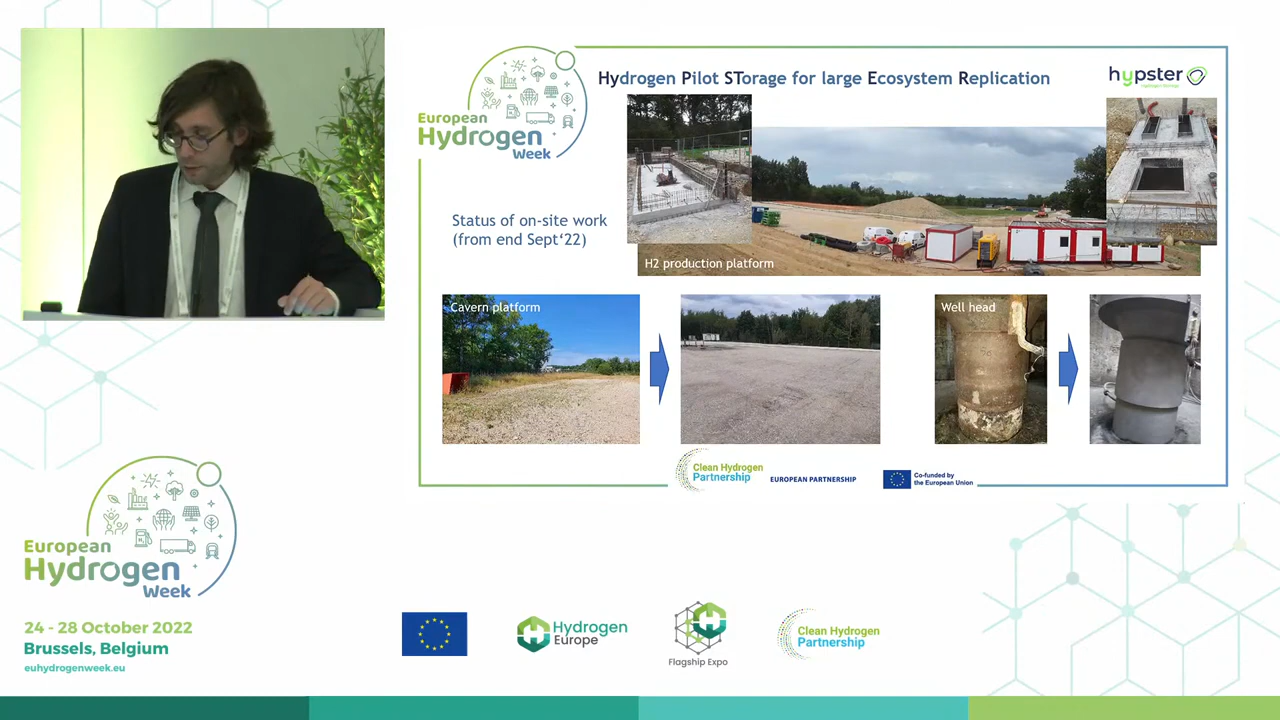 European
Hydrogen
Week
Hydrogen Pilot STorage for large Ecosystem Replication
hypster
Hydrogen Storage
Status of on-site work
(from end Sept‘22)
H2 production platform
Cavern platform
Well head
Clean Hydrogen
Partnership
EUROPEAN PARTNERSHIP
Co-funded by
the European Union
European
Hydrogen
Week
24 - 28 October 2022
Brussels, Belgium
euhydrogenweek.eu
Hydrogen
Europe
Flagship Expo
Clean Hydrogen
Partnership